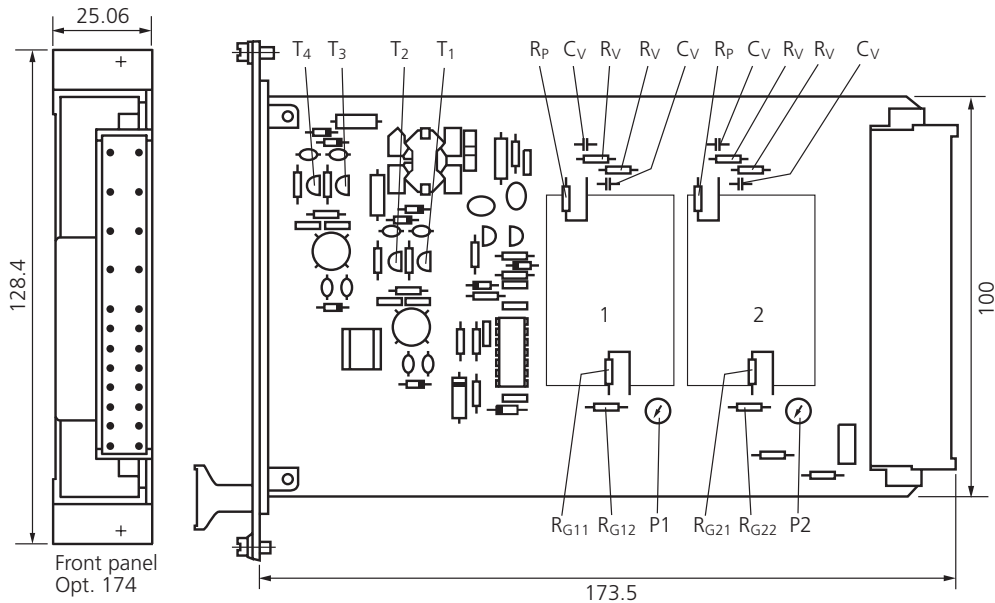 25.06
T4 T3 T2 T1 RP CV RV RV CV RP CV RV RV CV
+
128.4
100
1 2
RG11 RG12 P1 RG21 RG22 P2
+
Front panel
Opt. 174
173.5